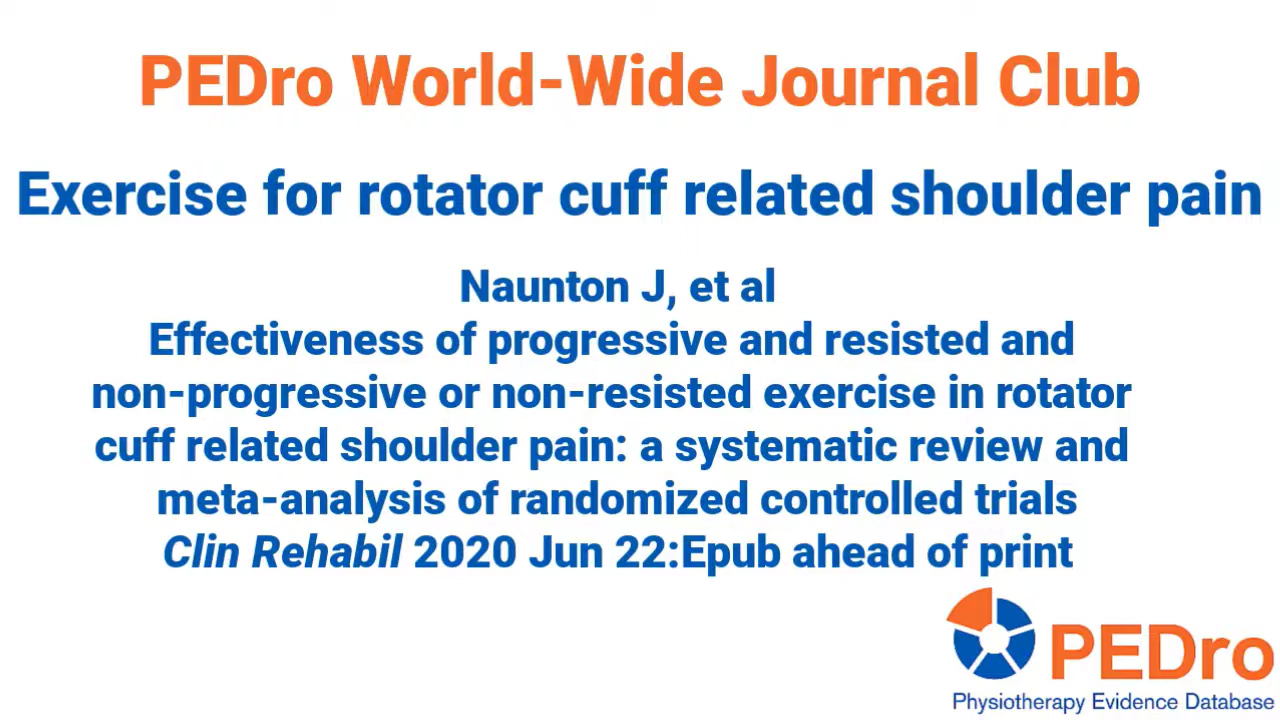 PEDro World-Wide Journal Club
Exercise for rotator cuff related shoulder pain
Naunton J, et al
Effectiveness of progressive and resisted and
non-progressive or non-resisted exercise in rotator
cuff related shoulder pain: a systematic review and
meta-analysis of randomized controlled trials
Clin Rehabil 2020 Jun 22:Epub ahead of print
PEDro
Physiotherapy Evidence Database